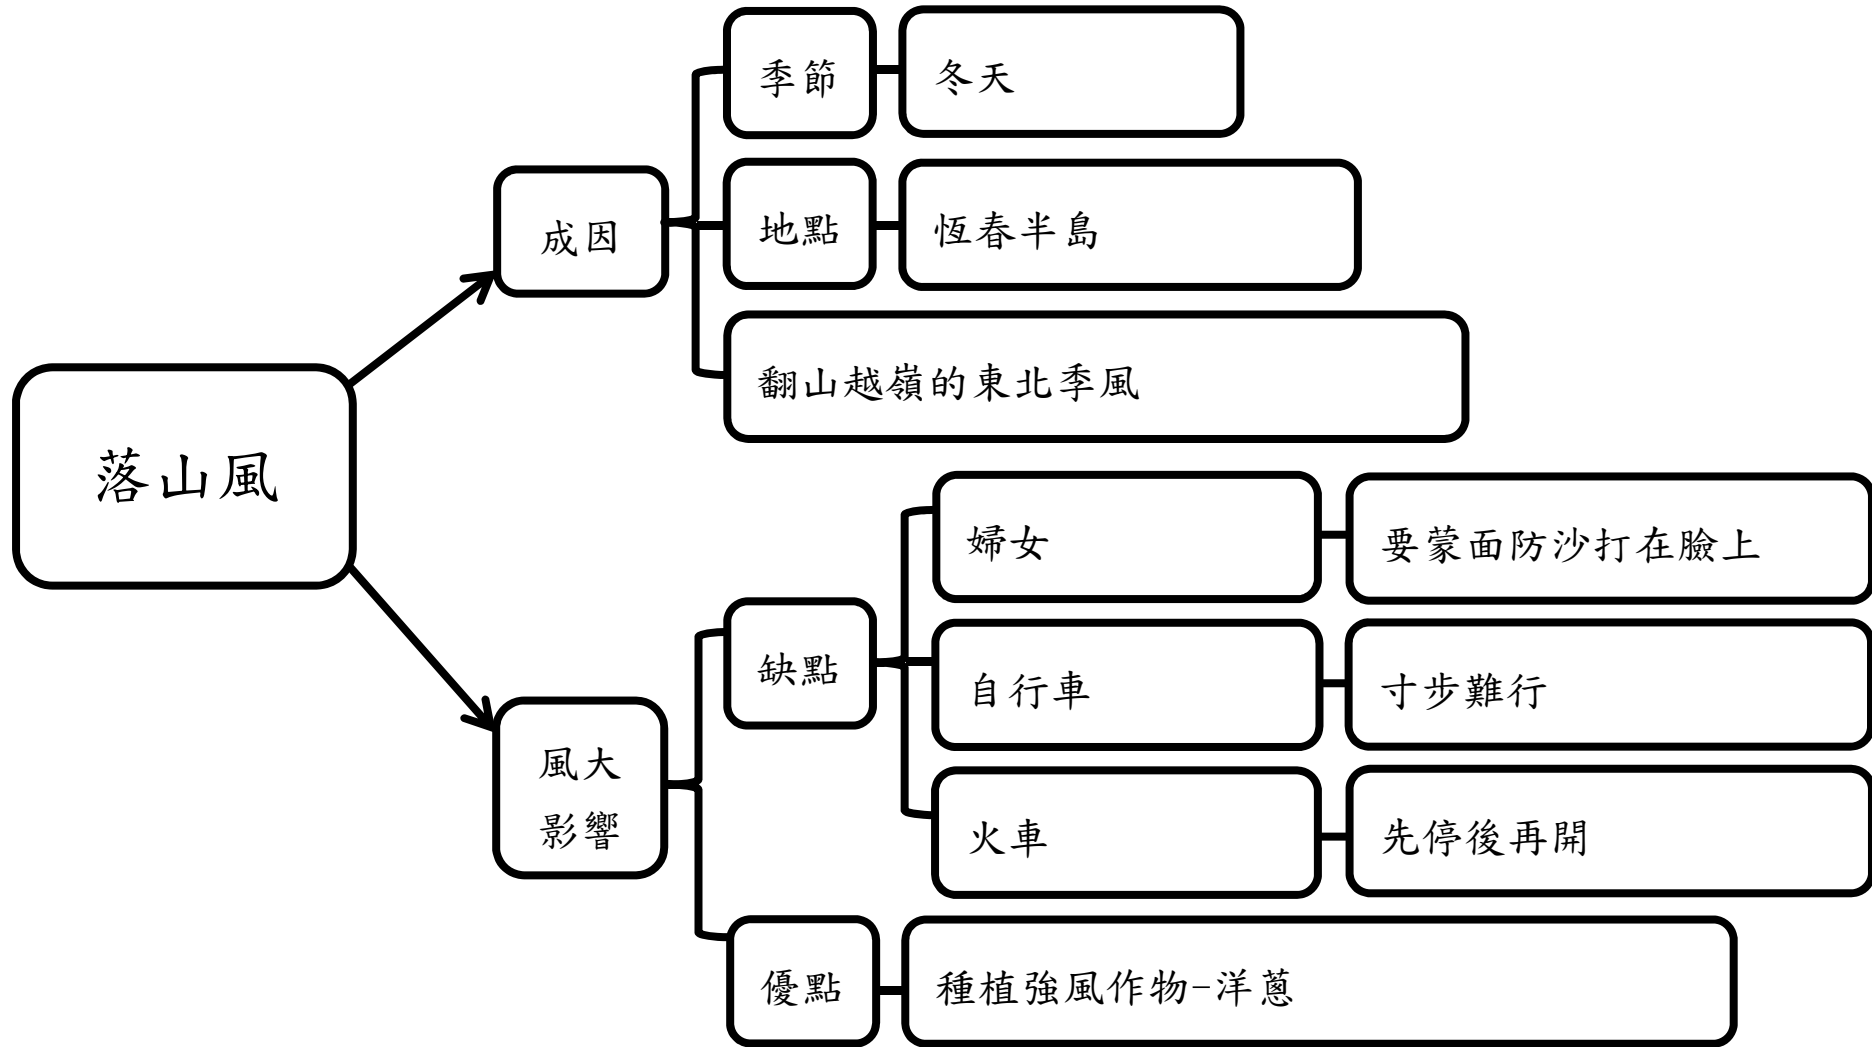 落山風
成因
季節
冬天
地點
恆春半島
翻山越嶺的東北季風
風大
影響
缺點
婦女
要蒙面防沙打在臉上
自行車
寸步難行
火車
先停後再開
優點
種植強風作物-洋蔥